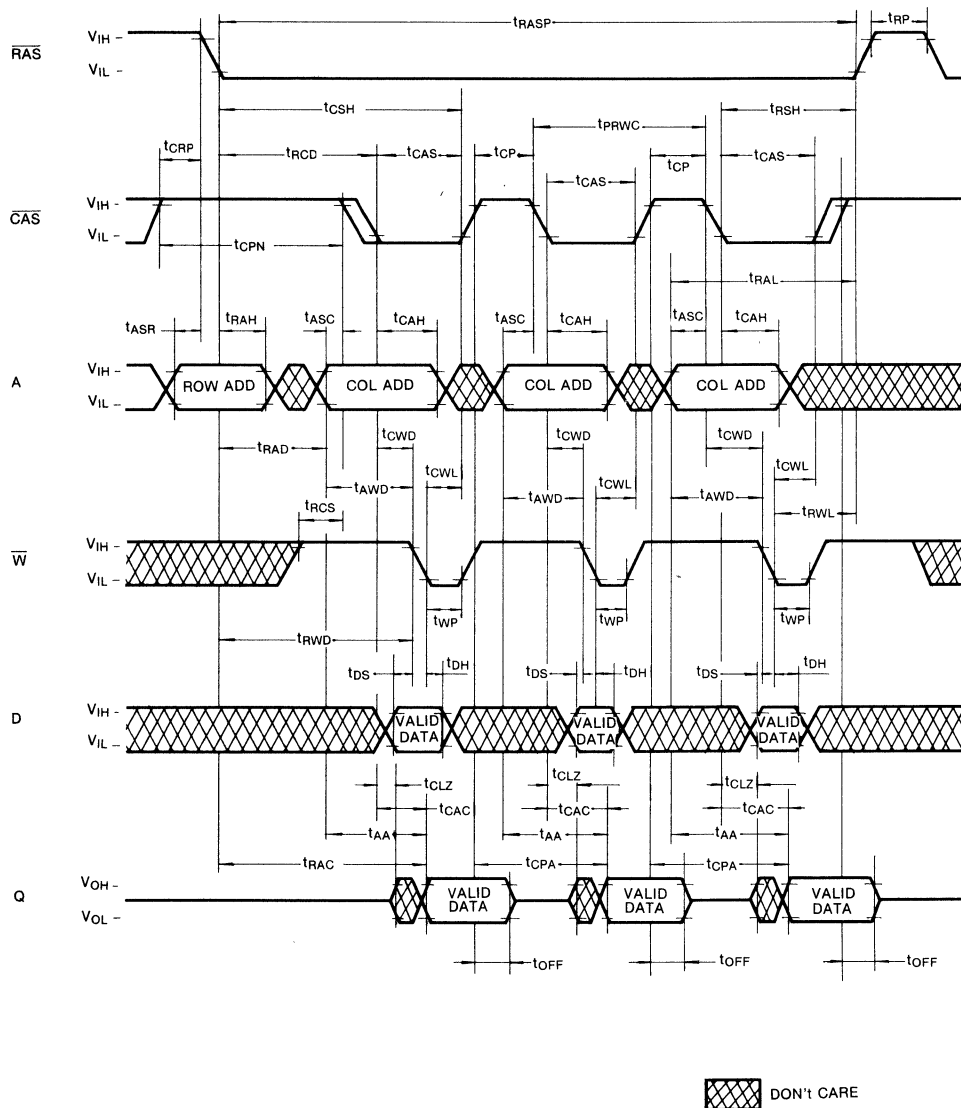 tRASP
tRP
RAS
VIH
VIL
tCSH
tRSH
tPRWC
tCRP
tRCD
tCAS
tCP
tCP
tCAS
tCAS
CAS
VIH
VIL
tCPN
tRAL
tASR
tRAH
tASC
tCAH
tASC
tCAH
tASC
tCAH
A
VIH
VIL
ROW ADD
COL ADD
COL ADD
COL ADD
tCWD
tCWD
tCWD
tRAD
tCWL
tCWL
tCWL
tAWD
tAWD
tAWD
tRCS
tRWL
W
VIH
VIL
tWP
tWP
tWP
tRWD
tDS
tDH
tDS
tDH
tDS
tDH
D
VIH
VIL
VALID
DATA
VALID
DATA
VALID
DATA
tCLZ
tCLZ
tCLZ
tCAC
tCAC
tCAC
tAA
tAA
tAA
tRAC
tCPA
tCPA
Q
VOH
VOL
VALID
DATA
VALID
DATA
VALID
DATA
tOFF
tOFF
tOFF
DON't CARE